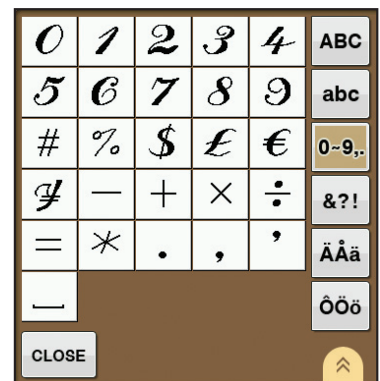 0 1 2 3 4 ABC
5 6 7 8 9 abc
# % $ £ € 0~9,.
¥ − + × ÷ &?!
= * . , ' ÄÅä
⎵ ÔÖö
CLOSE